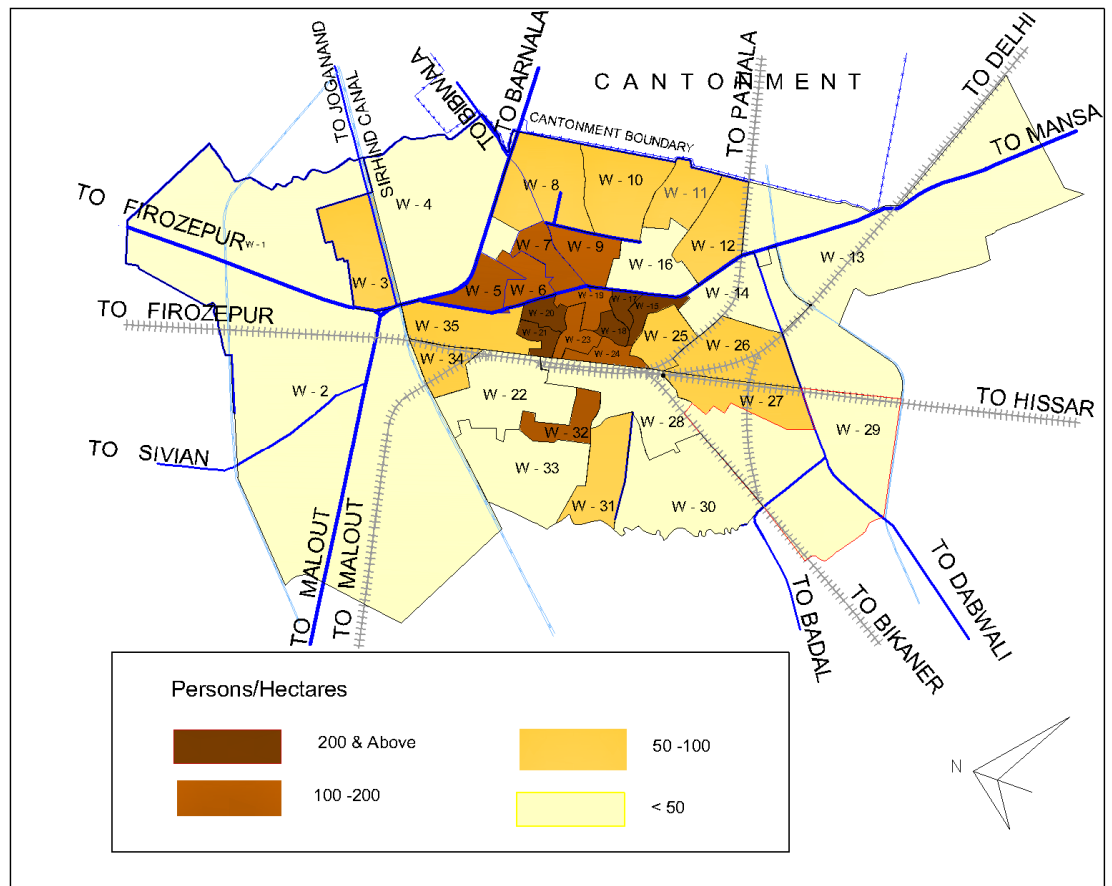 CANTONMENT
TO DELHI
TO PATIALA
TO BARNALA
TO BIBIWALA
TO JOGANAND
SIRHIND CANAL
CANTONMENT BOUNDARY
TO MANSA
TO FIROZEPUR
W - 1
W - 4
W - 8
W - 10
W - 11
W - 12
W - 7
W - 9
W - 16
W - 13
W - 3
W - 5
W - 6
W - 19
W - 17
W - 15
W - 14
TO FIROZEPUR
W - 35
W - 20
W - 21
W - 23
W - 18
W - 24
W - 25
W - 26
W - 34
W - 2
W - 22
W - 27
TO HISSAR
W - 32
W - 28
W - 29
TO SIVIAN
W - 33
W - 31
W - 30
TO MALOUT
TO MALOUT
TO BADAL
TO BIKANER
TO DABWALI
Persons/Hectares
200 & Above
50 -100
100 -200
< 50
N